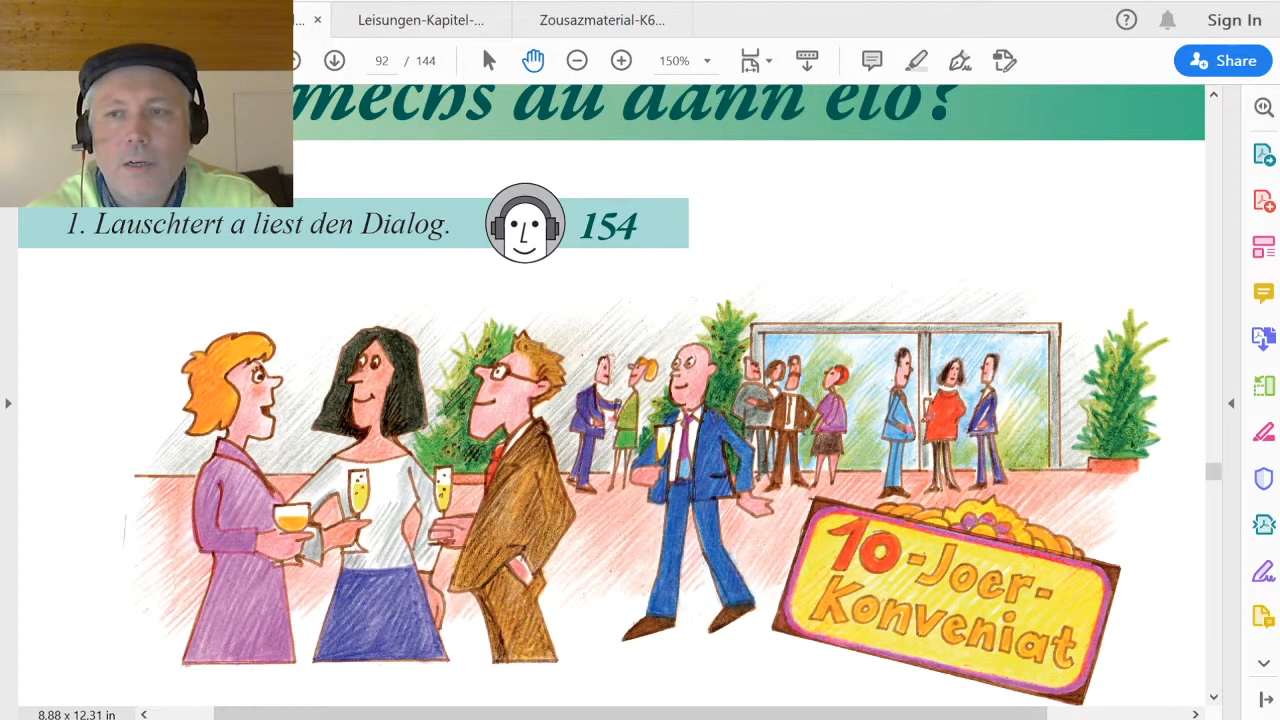 Leisungen-Kapitel-...
Zousazmaterial-K6...
Sign In
92 / 144
150%
Share
mechs du dann elo?
1. Lauschtert a liest den Dialog.
154
10-Joer-
Konveniat
8.88 x 12.31 in